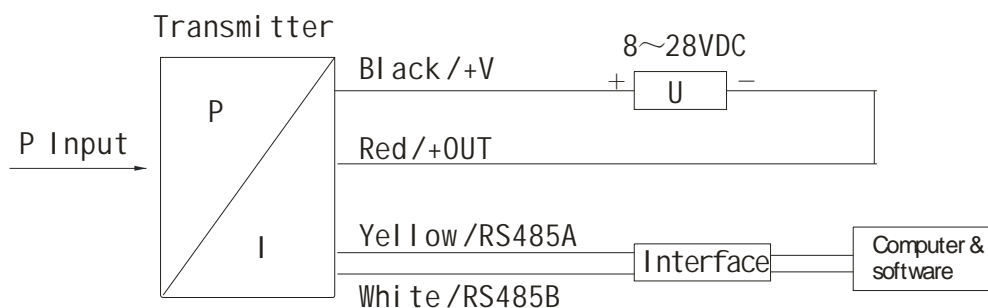 Transmitter
8～28VDC
Black/+V
+ U −
P
P Input
Red/+OUT
Yellow/RS485A
I
Interface
Computer &
software
White/RS485B